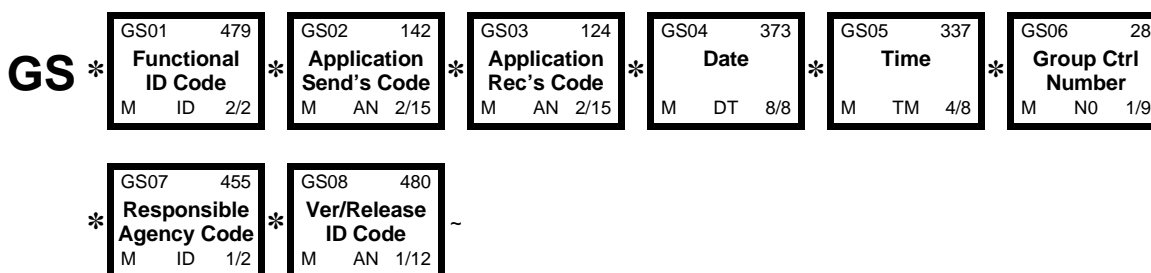 GS01 479 GS02 142 GS03 124 GS04 373 GS05 337 GS06 28
GS * Functional * Application * Application * Date * Time * Group Ctrl
ID Code Send's Code Rec's Code Number
M ID 2/2 M AN 2/15 M AN 2/15 M DT 8/8 M TM 4/8 M N0 1/9
GS07 455 GS08 480
* Responsible * Ver/Release ~
Agency Code ID Code
M ID 1/2 M AN 1/12